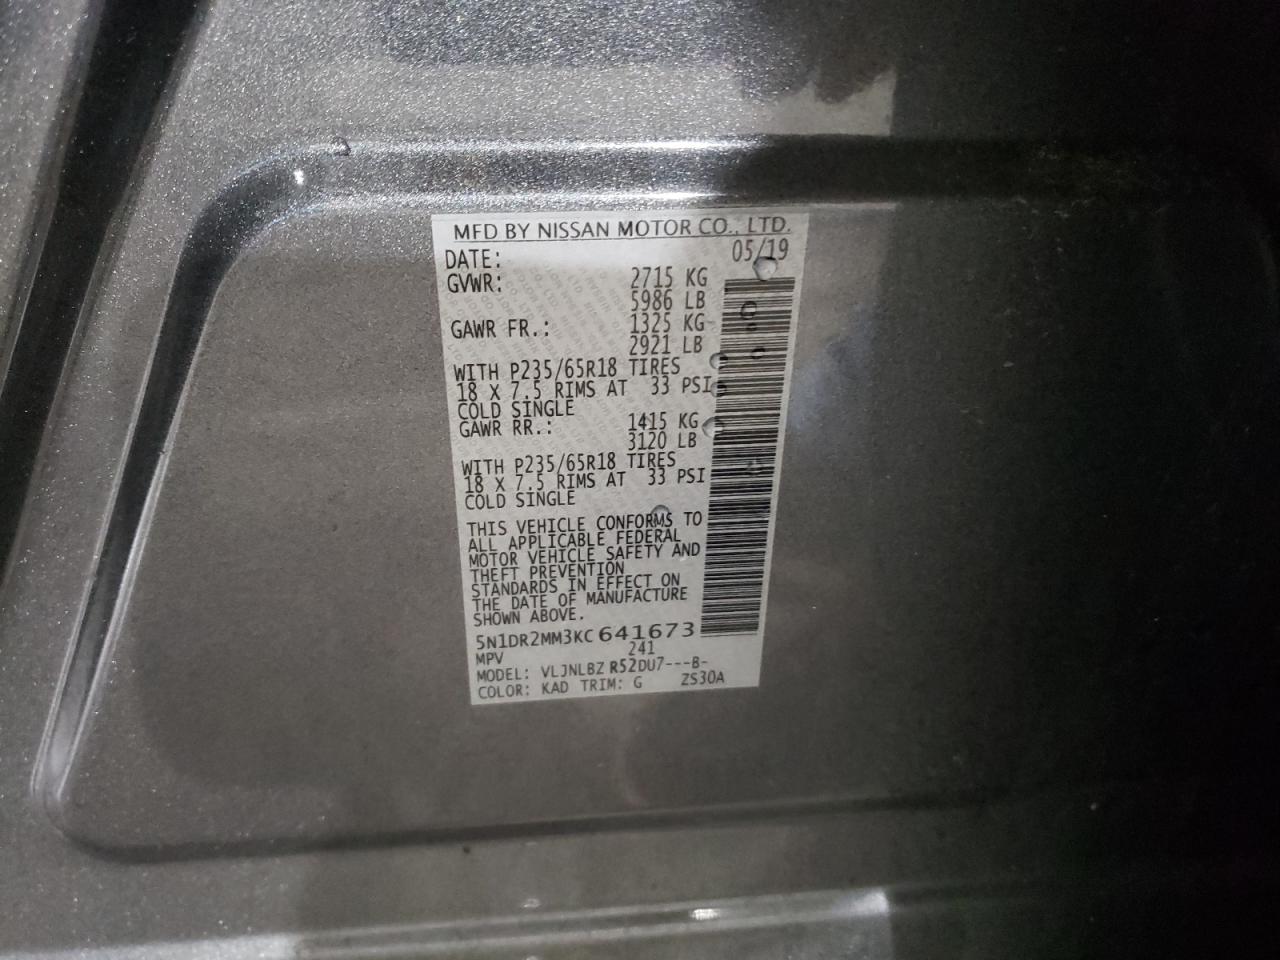 MFD BY NISSAN MOTOR CO., LTD.
DATE: 05/19
GVWR: 2715 KG
5986 LB
GAWR FR.: 1325 KG
2921 LB
WITH P235/65R18 TIRES
18 X 7.5 RIMS AT 33 PSI
COLD SINGLE
GAWR RR.: 1415 KG
3120 LB
WITH P235/65R18 TIRES
18 X 7.5 RIMS AT 33 PSI
COLD SINGLE
THIS VEHICLE CONFORMS TO
ALL APPLICABLE FEDERAL
MOTOR VEHICLE SAFETY AND
THEFT PREVENTION
STANDARDS IN EFFECT ON
THE DATE OF MANUFACTURE
SHOWN ABOVE.
5N1DR2MM3KC641673
MPV 241
MODEL: VLJNLBZ R52DU7---B-
COLOR: KAD TRIM: G ZS30A